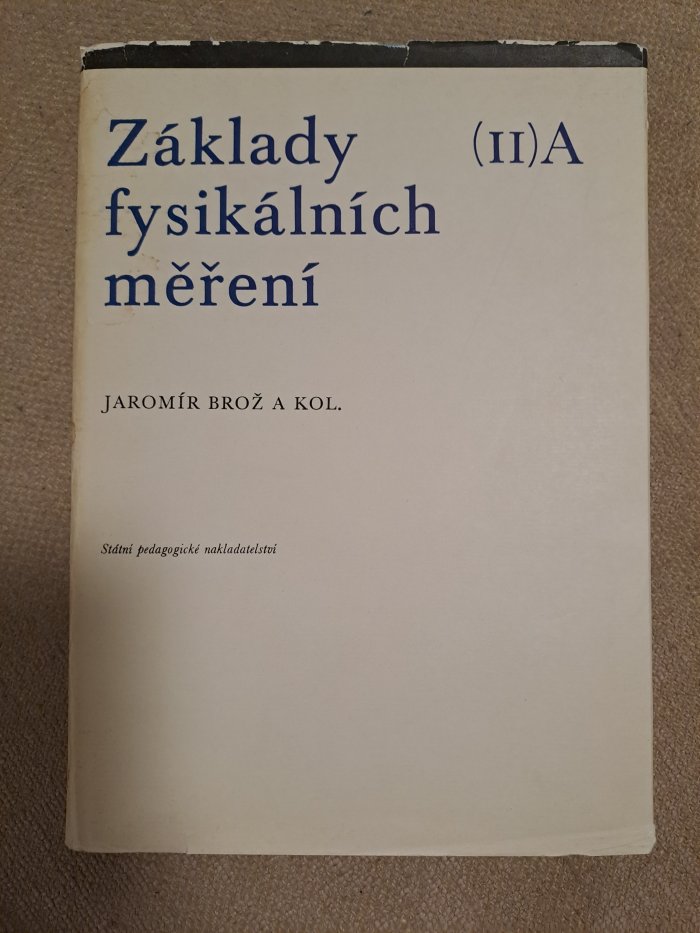 Základy (II)A
fysikálních
měření
JAROMÍR BROŽ A KOL.
Státní pedagogické nakladatelství